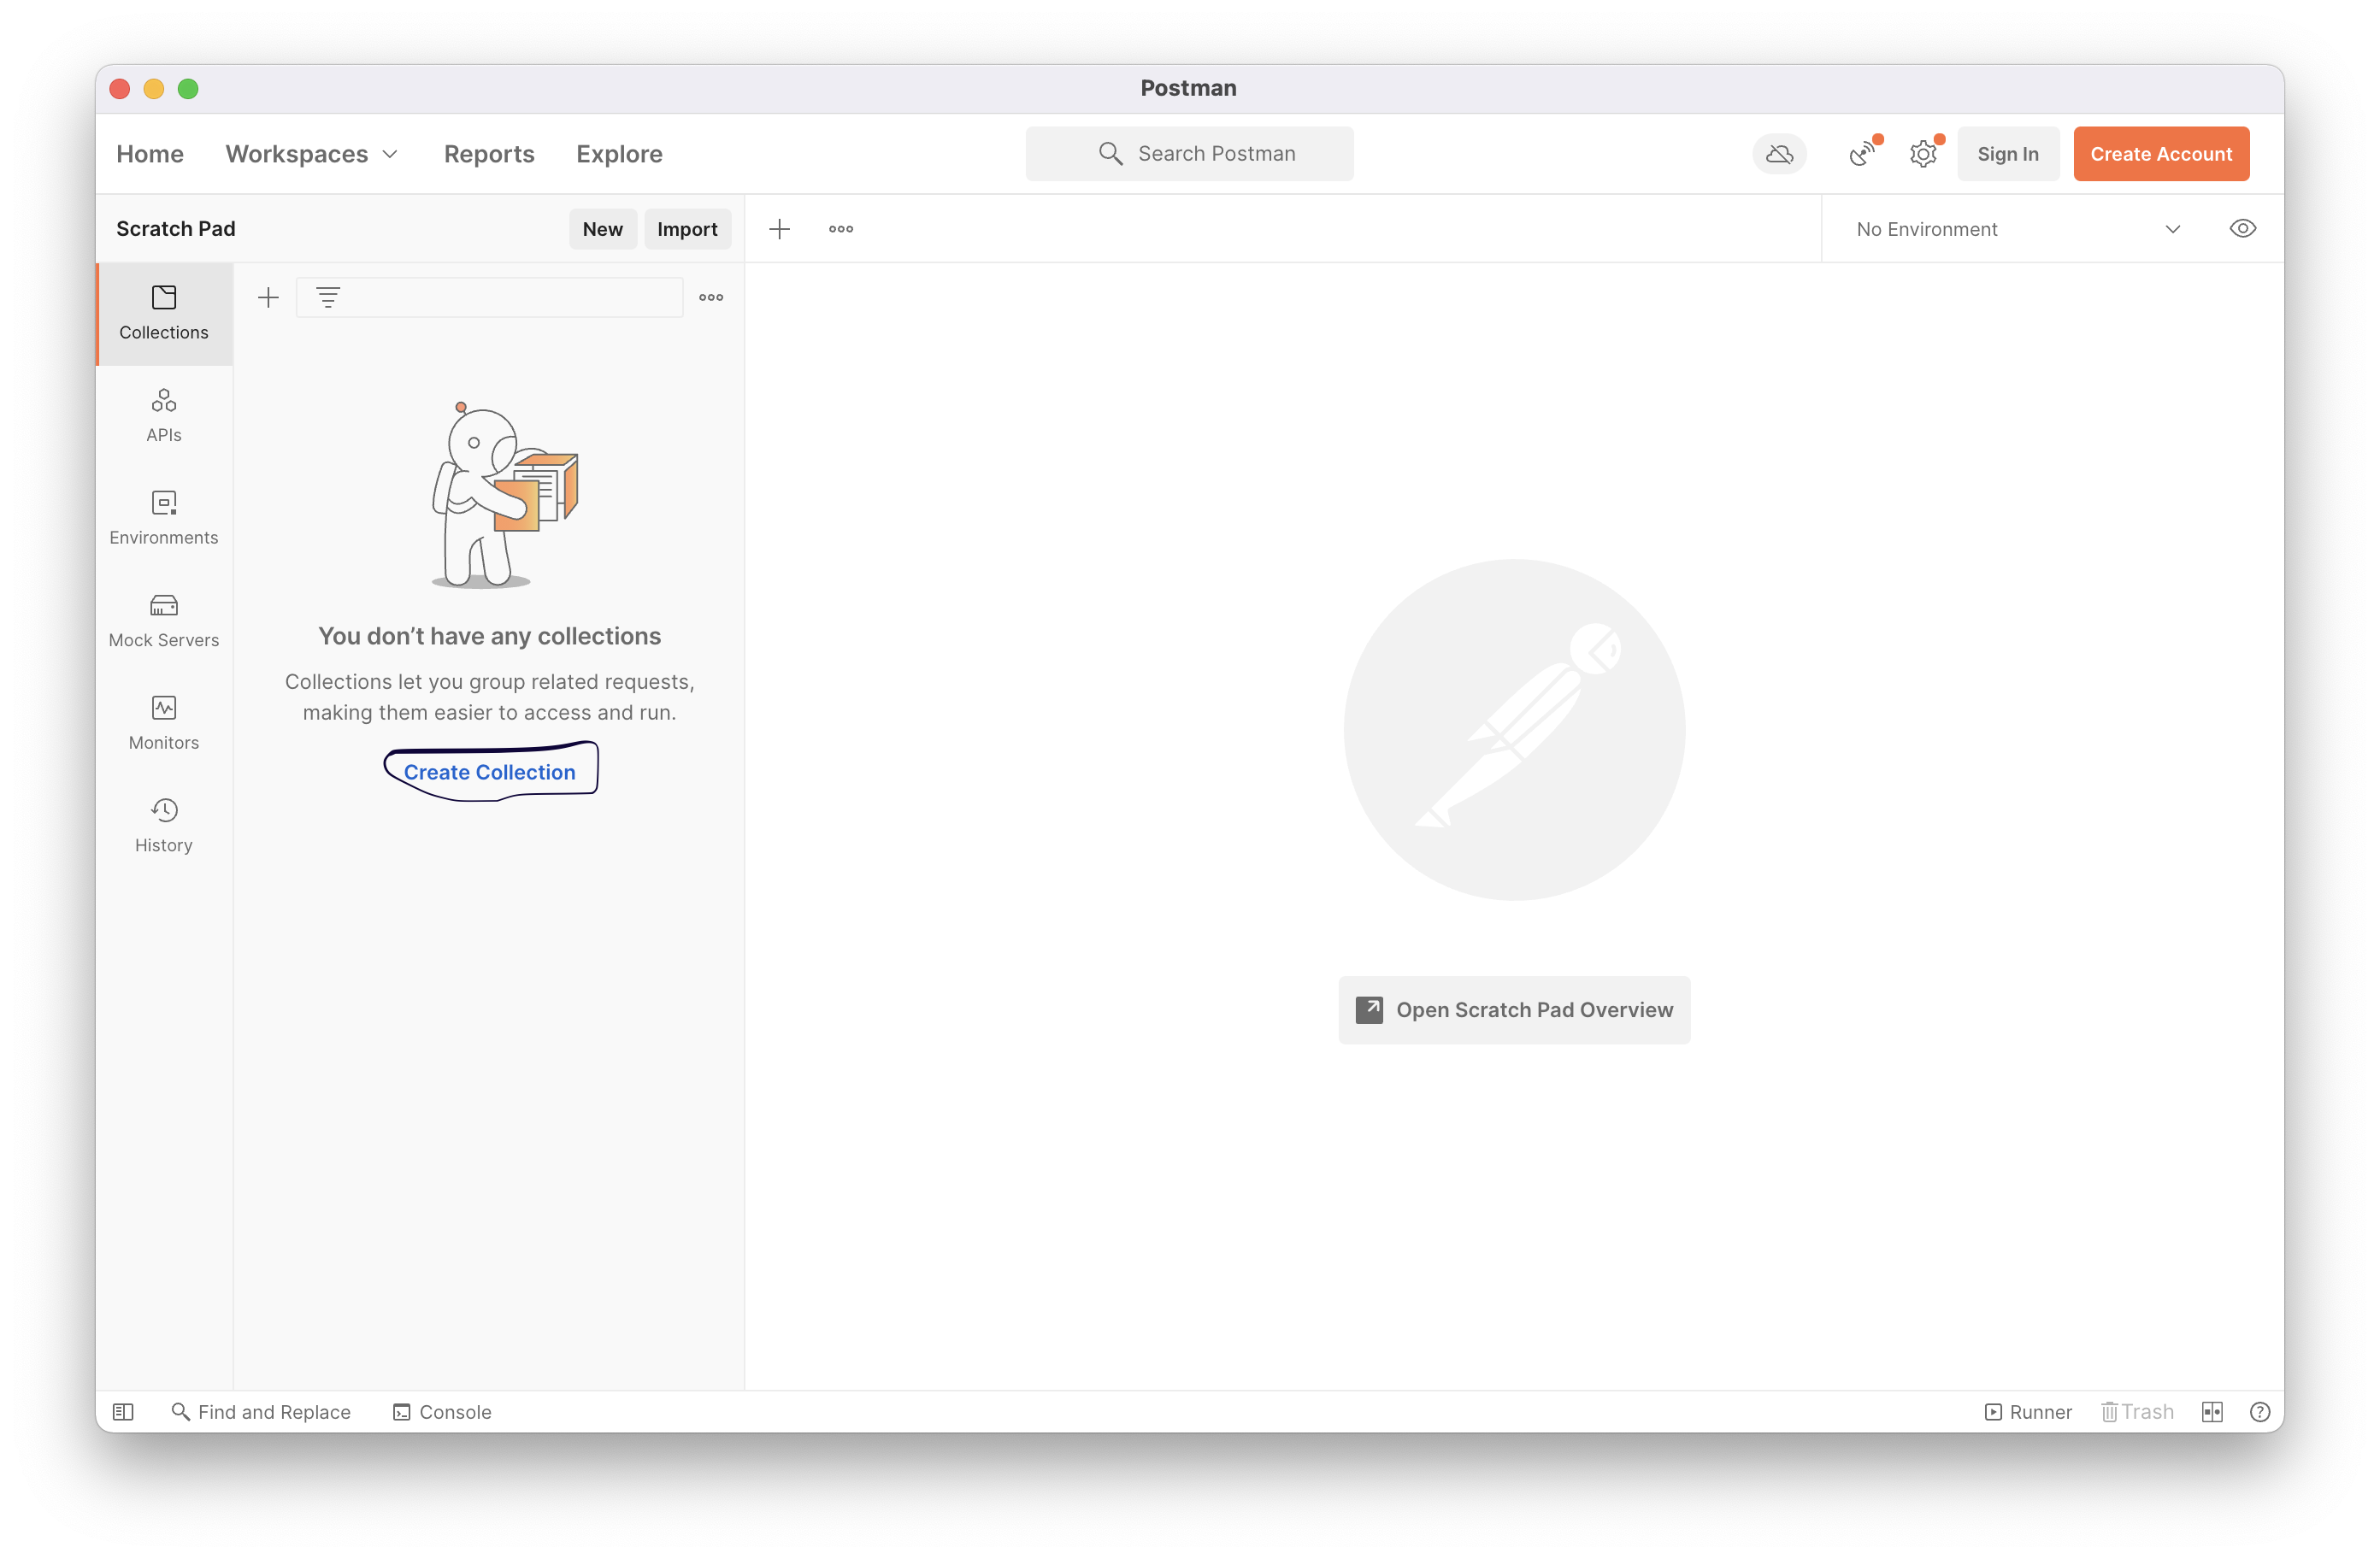 Postman
Home Workspaces Reports Explore
Search Postman
Sign In
Create Account
Scratch Pad
New
Import
No Environment
Collections
APIs
Environments
Mock Servers
Monitors
History
You don’t have any collections
Collections let you group related requests,
making them easier to access and run.
Create Collection
Open Scratch Pad Overview
Find and Replace
Console
Runner
Trash